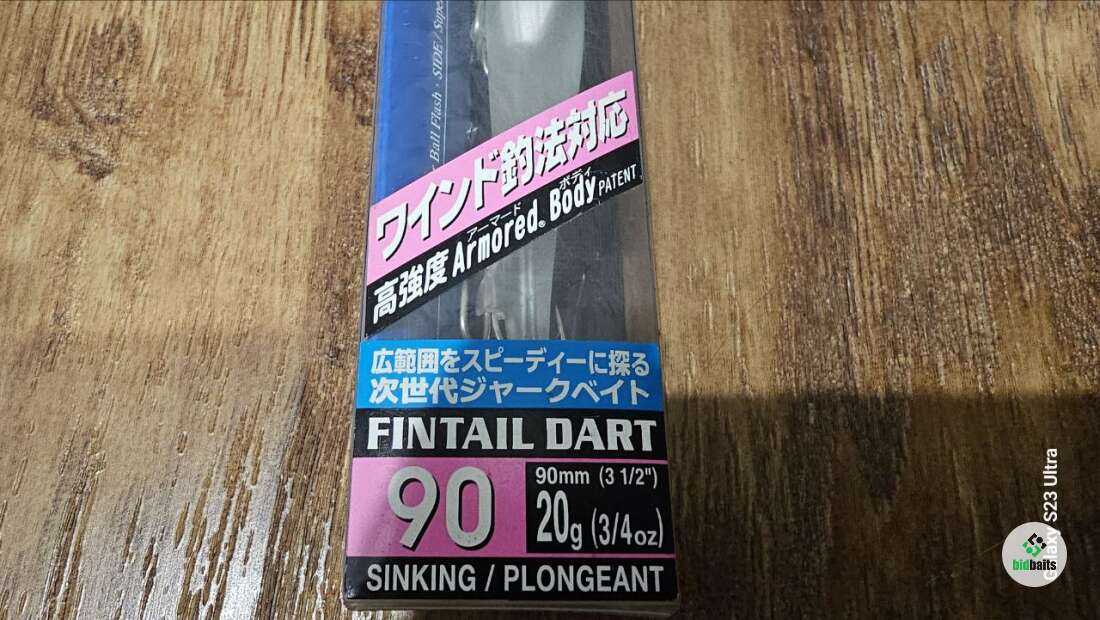 Ball Flash・SIDE / Supe
ワインド釣法対応
アーマード ボディ
高強度 Armored® Body PATENT
広範囲をスピーディーに探る
次世代ジャークベイト
FINTAIL DART
90
90mm (3 1/2")
20g (3/4oz)
SINKING / PLONGEANT
S23 Ultra
bidbaits